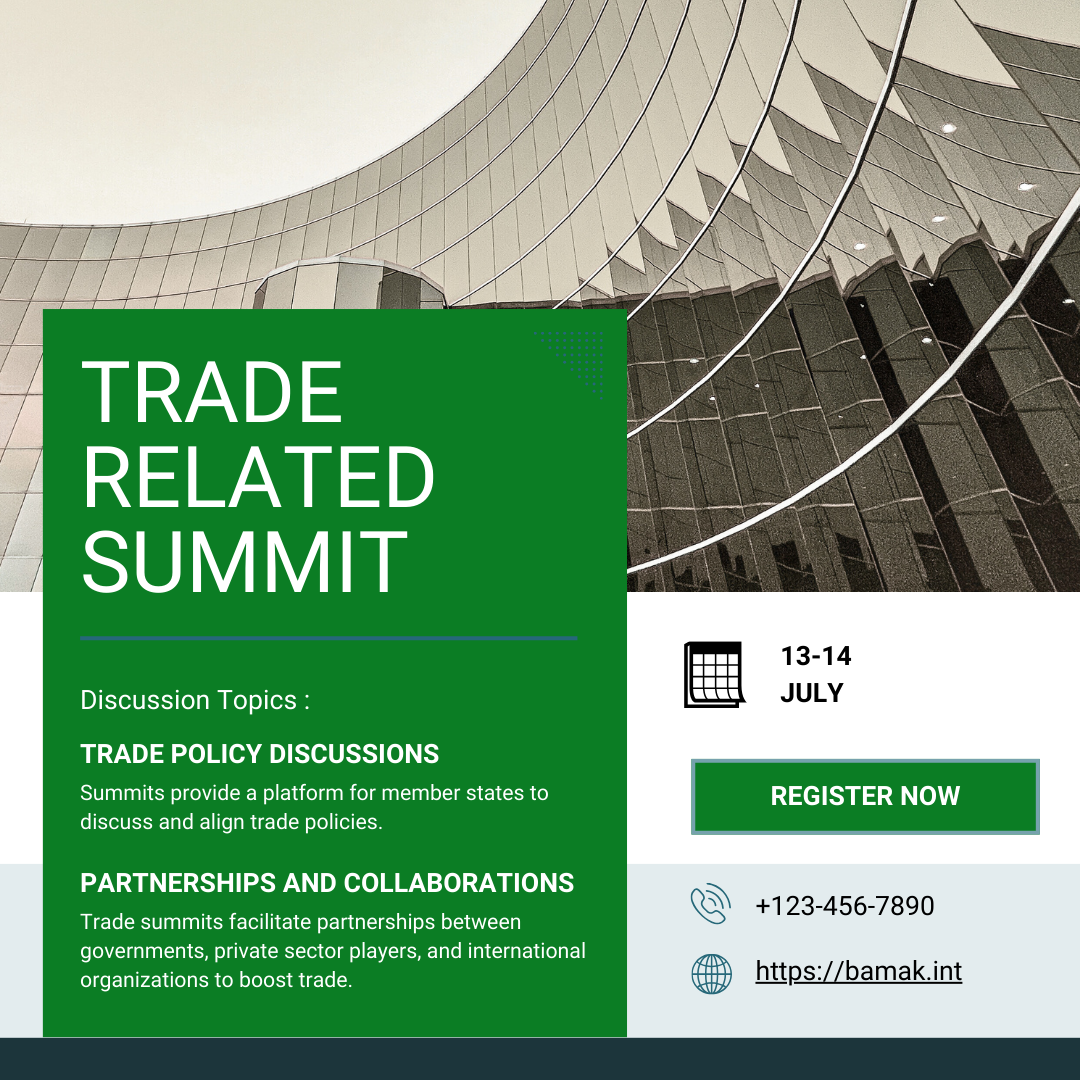 TRADE
RELATED
SUMMIT
Discussion Topics :
TRADE POLICY DISCUSSIONS
Summits provide a platform for member states to
discuss and align trade policies.
PARTNERSHIPS AND COLLABORATIONS
Trade summits facilitate partnerships between
governments, private sector players, and international
organizations to boost trade.
13-14
JULY
REGISTER NOW
+123-456-7890
https://bamak.int